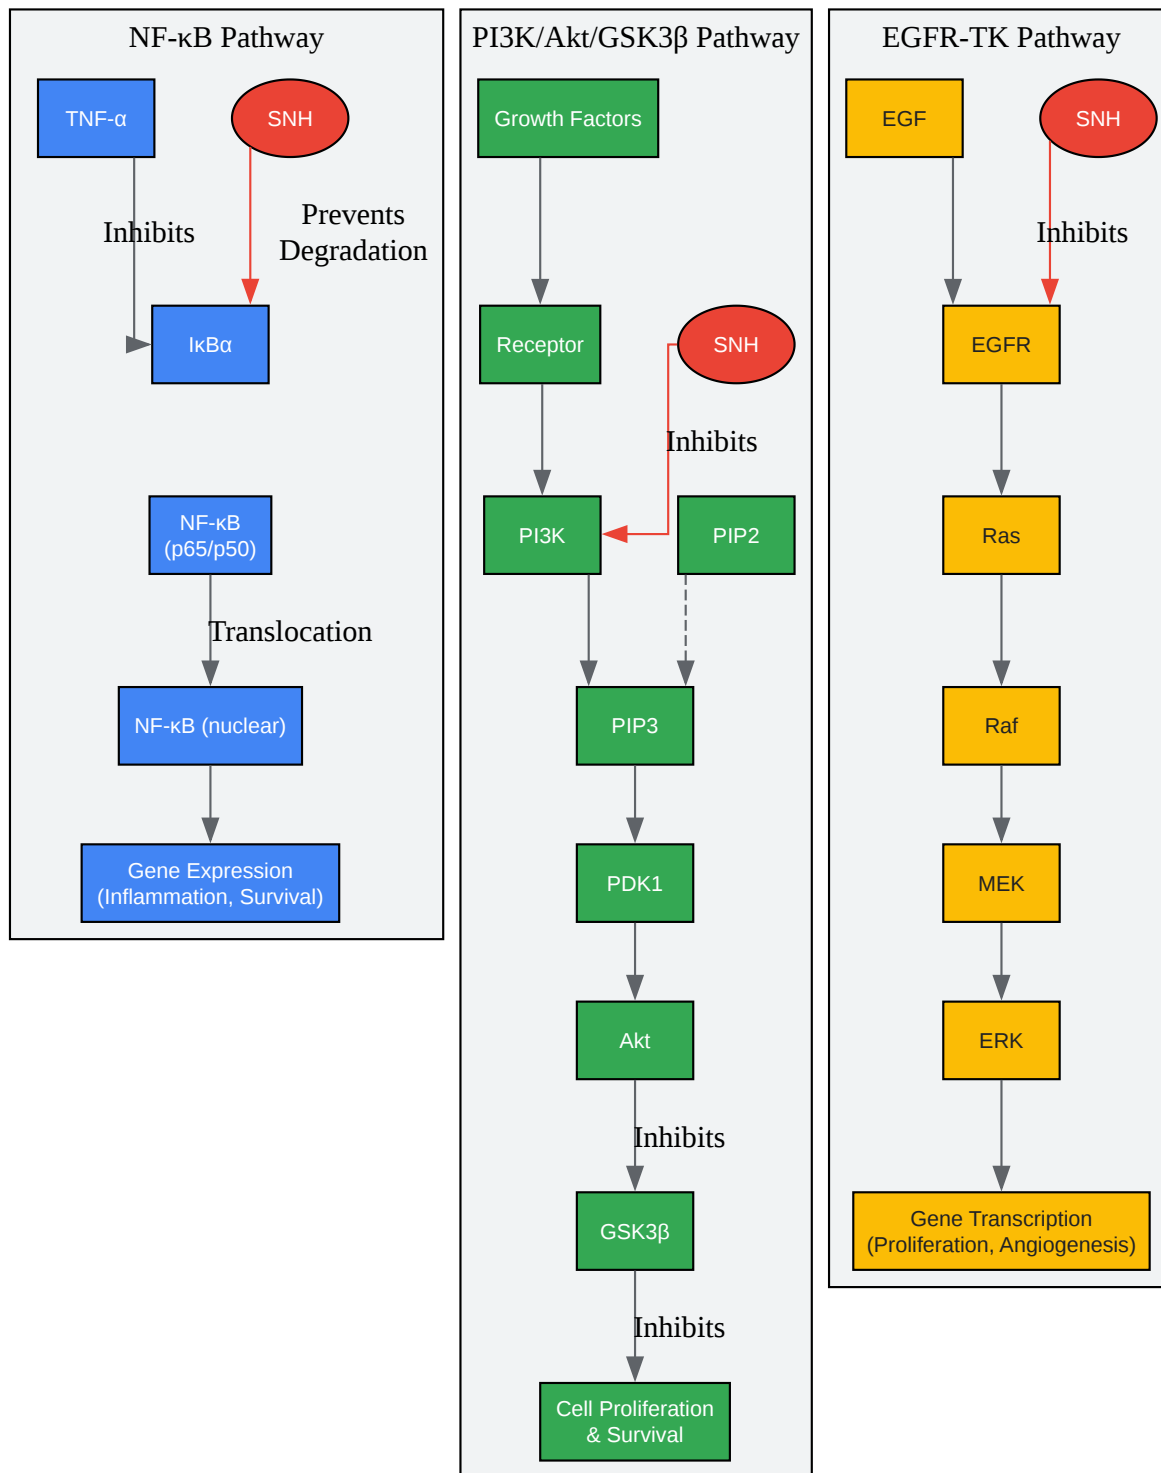 NF-κB Pathway
TNF-α
SNH
Inhibits
Prevents
Degradation
IκBα
NF-κB
(p65/p50)
Translocation
NF-κB (nuclear)
Gene Expression
(Inflammation, Survival)
PI3K/Akt/GSK3β Pathway
Growth Factors
Receptor
SNH
Inhibits
PI3K
PIP2
PIP3
PDK1
Akt
Inhibits
GSK3β
Inhibits
Cell Proliferation
& Survival
EGFR-TK Pathway
EGF
SNH
Inhibits
EGFR
Ras
Raf
MEK
ERK
Gene Transcription
(Proliferation, Angiogenesis)